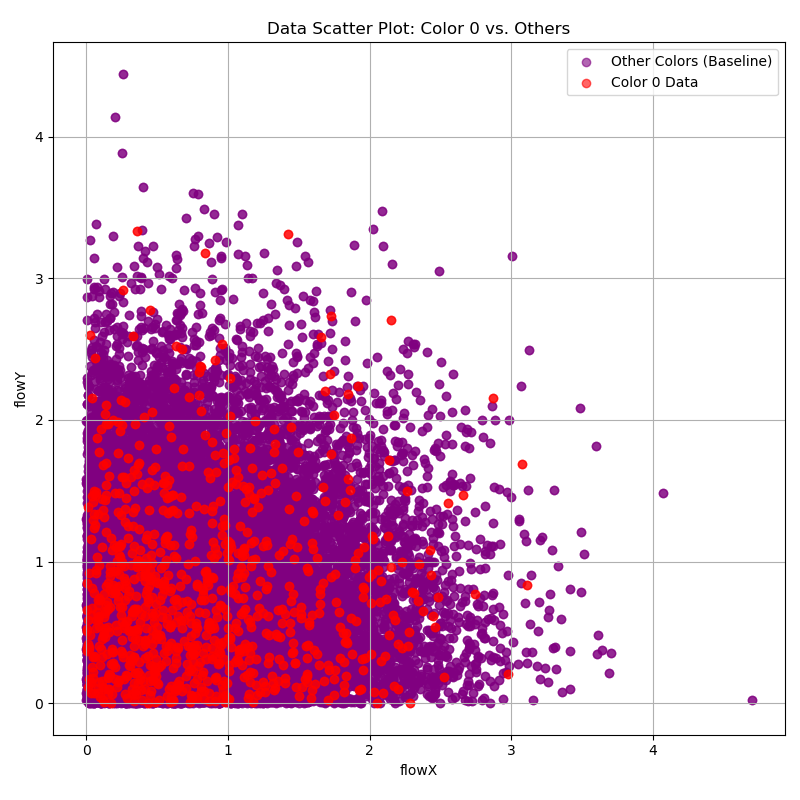 Data Scatter Plot: Color 0 vs. Others
Other Colors (Baseline)
Color 0 Data
flowY
4
3
2
1
0
0 1 2 3 4
flowX